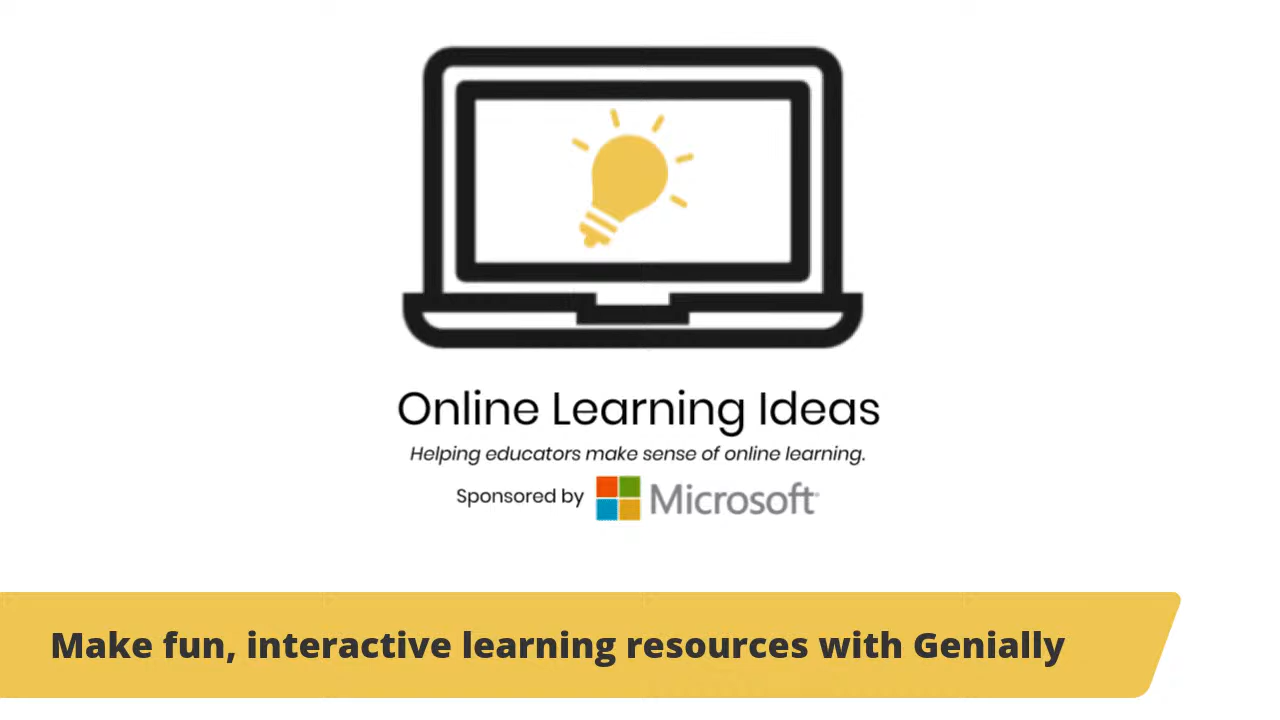 Online Learning Ideas
Helping educators make sense of online learning.
Sponsored by Microsoft
Make fun, interactive learning resources with Genially